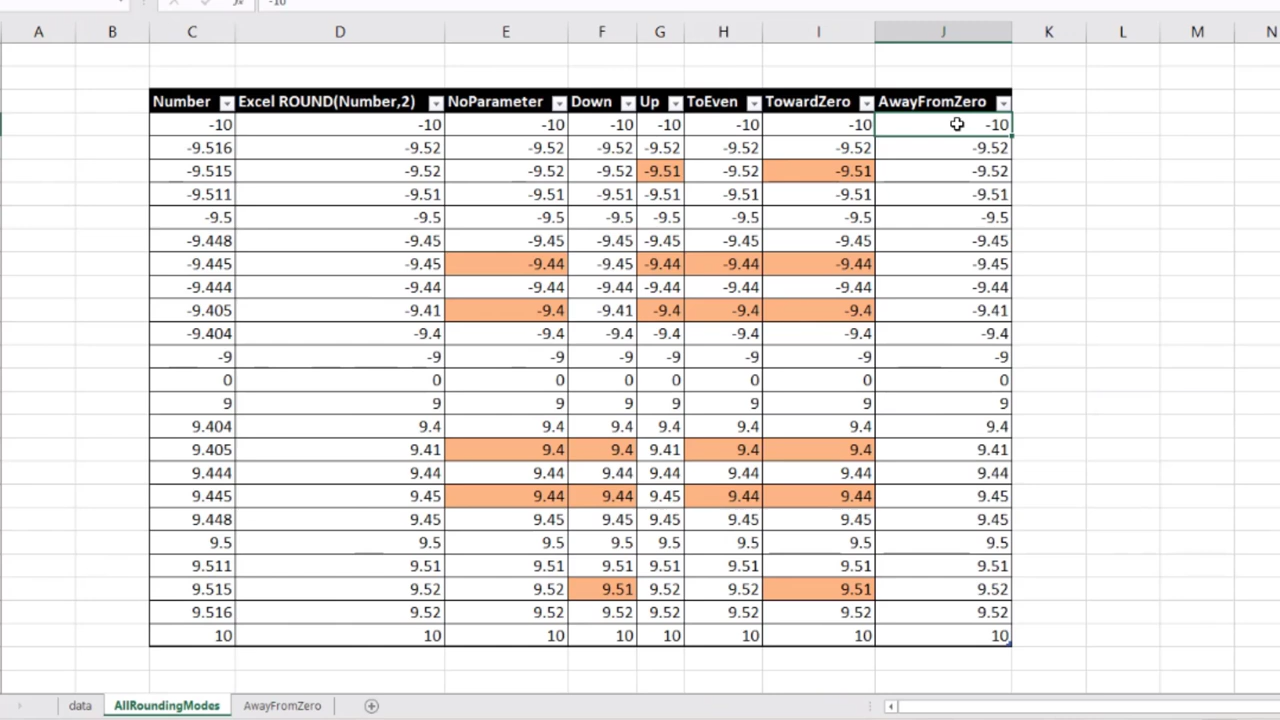 -10
A B C D E F G H I J K L M N
Number Excel ROUND(Number,2) NoParameter Down Up ToEven TowardZero AwayFromZero
-10 -10 -10 -10 -10 -10 -10 -10
-9.516 -9.52 -9.52 -9.52 -9.52 -9.52 -9.52 -9.52
-9.515 -9.52 -9.52 -9.52 -9.51 -9.52 -9.51 -9.52
-9.511 -9.51 -9.51 -9.51 -9.51 -9.51 -9.51 -9.51
-9.5 -9.5 -9.5 -9.5 -9.5 -9.5 -9.5 -9.5
-9.448 -9.45 -9.45 -9.45 -9.45 -9.45 -9.45 -9.45
-9.445 -9.45 -9.44 -9.45 -9.44 -9.44 -9.44 -9.45
-9.444 -9.44 -9.44 -9.44 -9.44 -9.44 -9.44 -9.44
-9.405 -9.41 -9.4 -9.41 -9.4 -9.4 -9.4 -9.41
-9.404 -9.4 -9.4 -9.4 -9.4 -9.4 -9.4 -9.4
-9 -9 -9 -9 -9 -9 -9 -9
0 0 0 0 0 0 0 0
9 9 9 9 9 9 9 9
9.404 9.4 9.4 9.4 9.4 9.4 9.4 9.4
9.405 9.41 9.4 9.4 9.41 9.4 9.4 9.41
9.444 9.44 9.44 9.44 9.44 9.44 9.44 9.44
9.445 9.45 9.44 9.44 9.45 9.44 9.44 9.45
9.448 9.45 9.45 9.45 9.45 9.45 9.45 9.45
9.5 9.5 9.5 9.5 9.5 9.5 9.5 9.5
9.511 9.51 9.51 9.51 9.51 9.51 9.51 9.51
9.515 9.52 9.52 9.51 9.52 9.52 9.51 9.52
9.516 9.52 9.52 9.52 9.52 9.52 9.52 9.52
10 10 10 10 10 10 10 10
data AllRoundingModes AwayFromZero